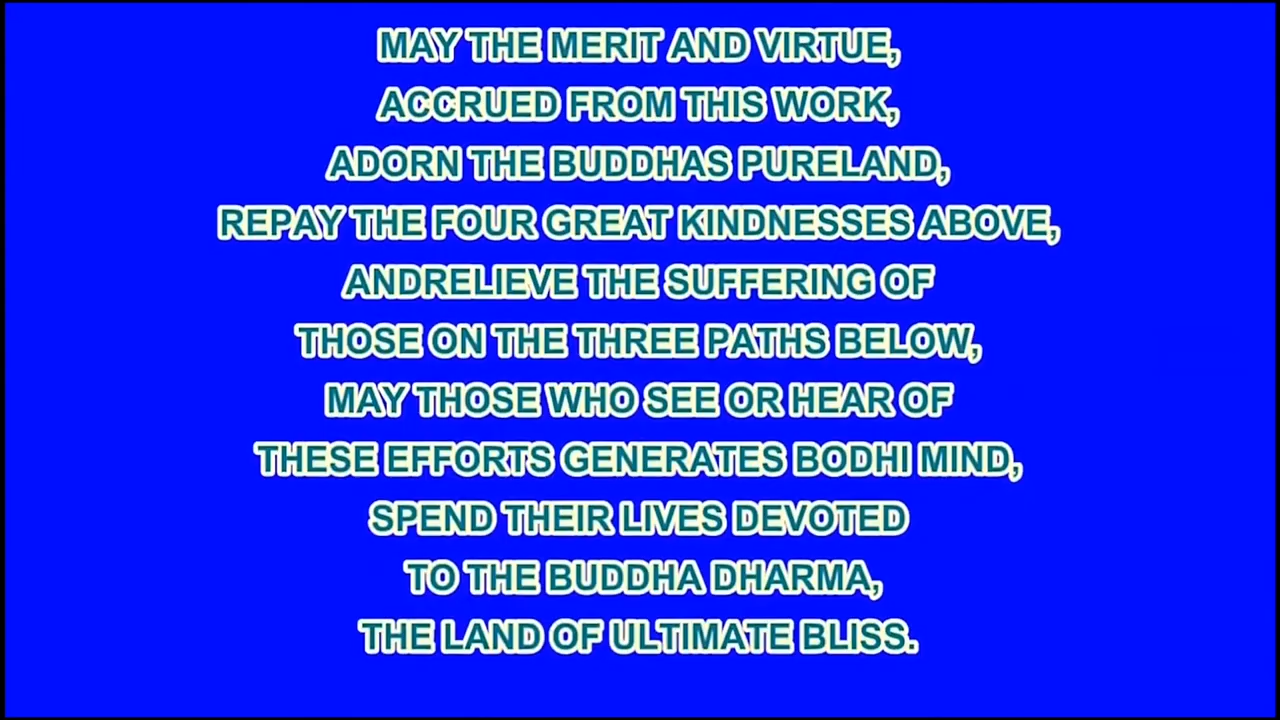 MAY THE MERIT AND VIRTUE,
ACCRUED FROM THIS WORK,
ADORN THE BUDDHAS PURELAND,
REPAY THE FOUR GREAT KINDNESSES ABOVE,
ANDRELIEVE THE SUFFERING OF
THOSE ON THE THREE PATHS BELOW,
MAY THOSE WHO SEE OR HEAR OF
THESE EFFORTS GENERATES BODHI MIND,
SPEND THEIR LIVES DEVOTED
TO THE BUDDHA DHARMA,
THE LAND OF ULTIMATE BLISS.